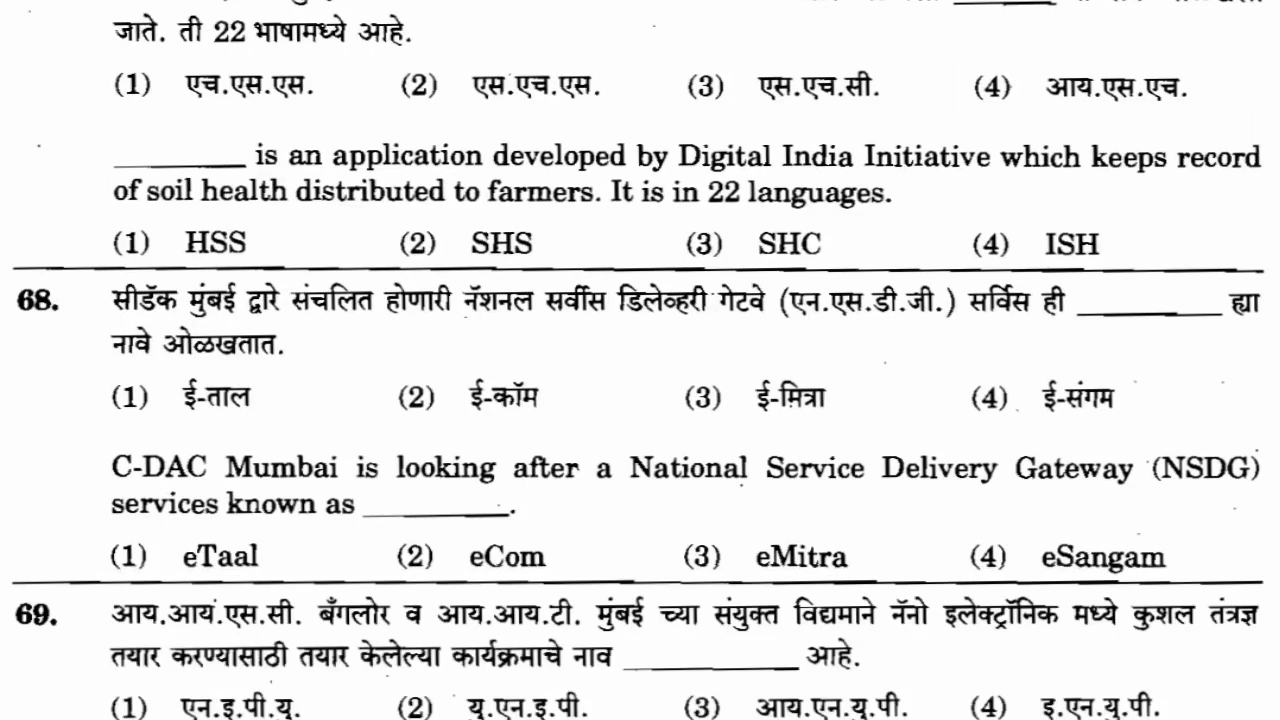 जाते. ती 22 भाषामध्ये आहे.
(1) एच.एस.एस. (2) एस.एच.एस. (3) एस.एच.सी. (4) आय.एस.एच.
________ is an application developed by Digital India Initiative which keeps record
of soil health distributed to farmers. It is in 22 languages.
(1) HSS (2) SHS (3) SHC (4) ISH
68. सीडॅक मुंबई द्वारे संचलित होणारी नॅशनल सर्वीस डिलेव्हरी गेटवे (एन.एस.डी.जी.) सर्विस ही ________ ह्या
नावे ओळखतात.
(1) ई-ताल (2) ई-कॉम (3) ई-मित्रा (4) ई-संगम
C-DAC Mumbai is looking after a National Service Delivery Gateway (NSDG)
services known as ________.
(1) eTaal (2) eCom (3) eMitra (4) eSangam
69. आय.आय.एस.सी. बँगलोर व आय.आय.टी. मुंबई च्या संयुक्त विद्यमाने नॅनो इलेक्ट्रॉनिक मध्ये कुशल तंत्रज्ञ
तयार करण्यासाठी तयार केलेल्या कार्यक्रमाचे नाव ________ आहे.
(1) एन.इ.पी.यु. (2) यु.एन.इ.पी. (3) आय.एन.यु.पी. (4) इ.एन.यु.पी.